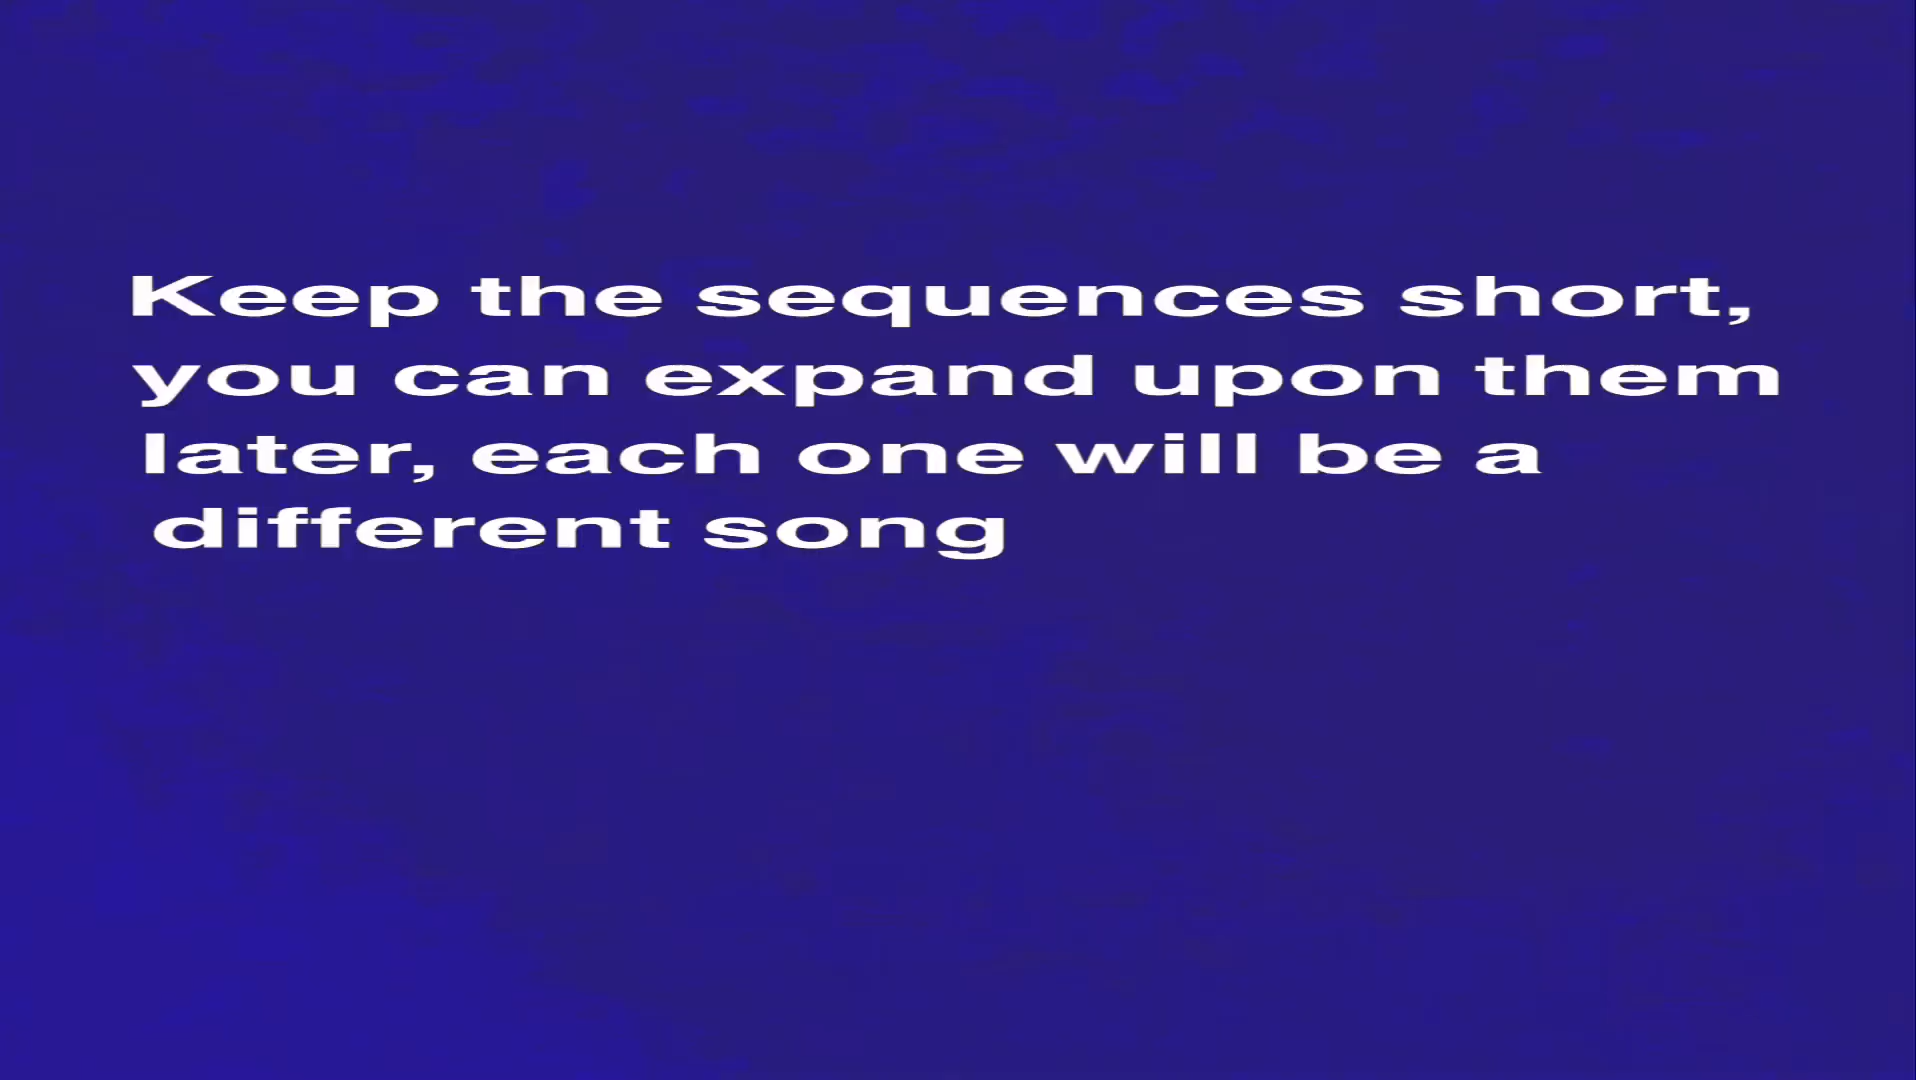 Keep the sequences short,
you can expand upon them
later, each one will be a
different song